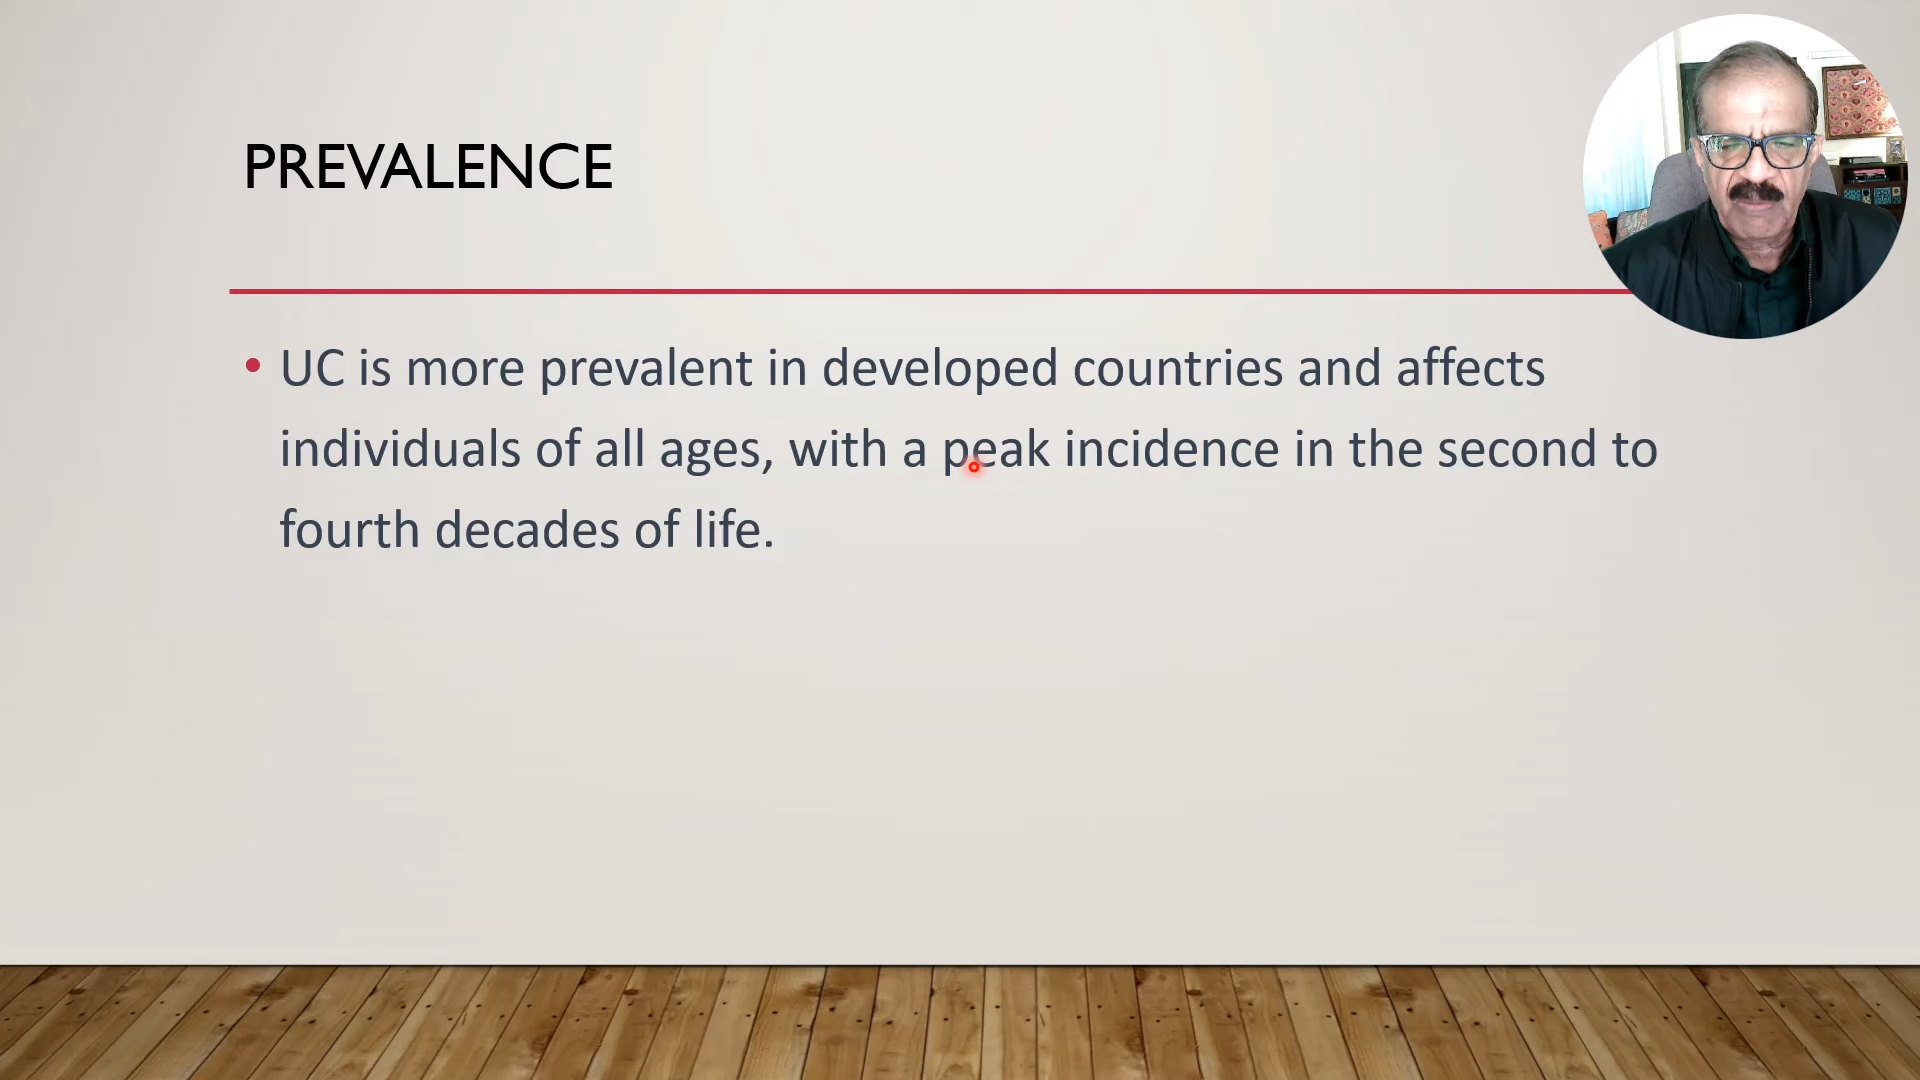 PREVALENCE
• UC is more prevalent in developed countries and affects
individuals of all ages, with a peak incidence in the second to
fourth decades of life.